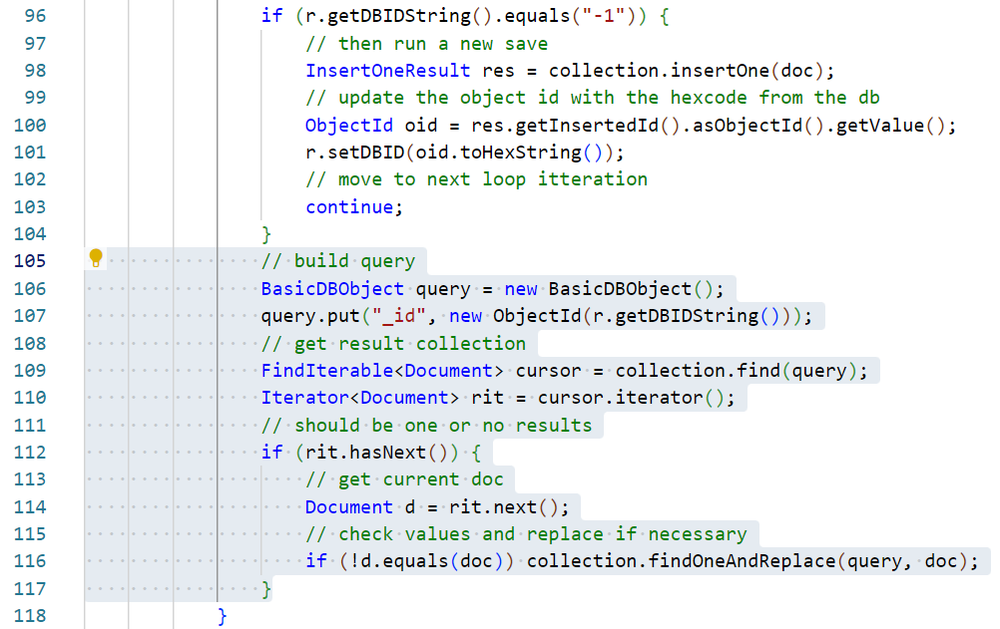 96 if (r.getDBIDString().equals("-1")) {
97 // then run a new save
98 InsertOneResult res = collection.insertOne(doc);
99 // update the object id with the hexcode from the db
100 ObjectId oid = res.getInsertedId().asObjectId().getValue();
101 r.setDBID(oid.toHexString());
102 // move to next loop itteration
103 continue;
104 }
105 // build query
106 BasicDBObject query = new BasicDBObject();
107 query.put("_id", new ObjectId(r.getDBIDString()));
108 // get result collection
109 FindIterable<Document> cursor = collection.find(query);
110 Iterator<Document> rit = cursor.iterator();
111 // should be one or no results
112 if (rit.hasNext()) {
113 // get current doc
114 Document d = rit.next();
115 // check values and replace if necessary
116 if (!d.equals(doc)) collection.findOneAndReplace(query, doc);
117 }
118 }